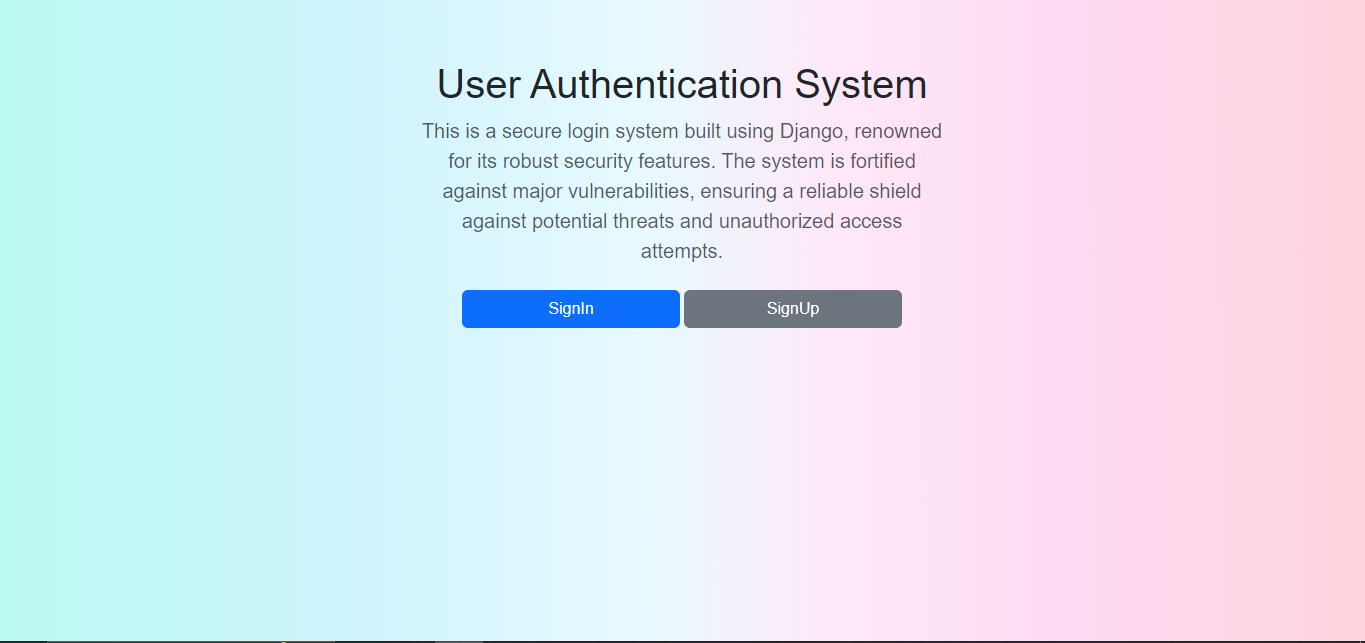 User Authentication System
This is a secure login system built using Django, renowned
for its robust security features. The system is fortified
against major vulnerabilities, ensuring a reliable shield
against potential threats and unauthorized access
attempts.
SignIn SignUp